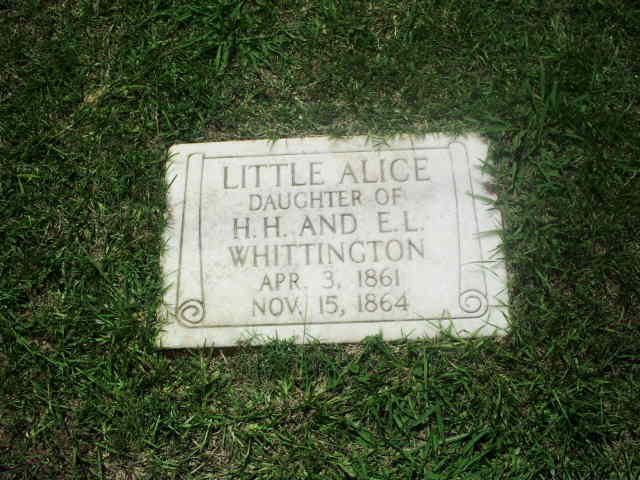 LITTLE ALICE
DAUGHTER OF
H.H. AND E.L.
WHITTINGTON
APR. 3, 1861
NOV. 15, 1864